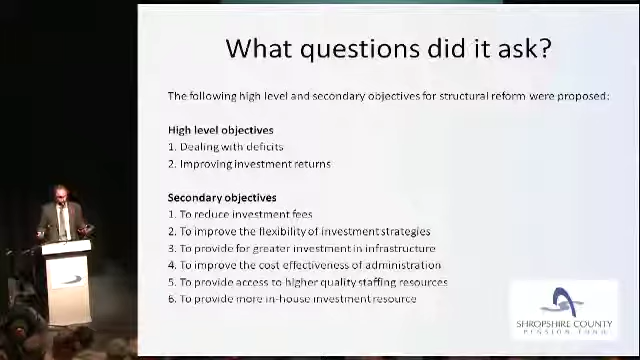 What questions did it ask?
The following high level and secondary objectives for structural reform were proposed:
High level objectives
1. Dealing with deficits
2. Improving investment returns
Secondary objectives
1. To reduce investment fees
2. To improve the flexibility of investment strategies
3. To provide for greater investment in infrastructure
4. To improve the cost effectiveness of administration
5. To provide access to higher quality staffing resources
6. To provide more in-house investment resource
SHROPSHIRE COUNTY
PENSION FUND